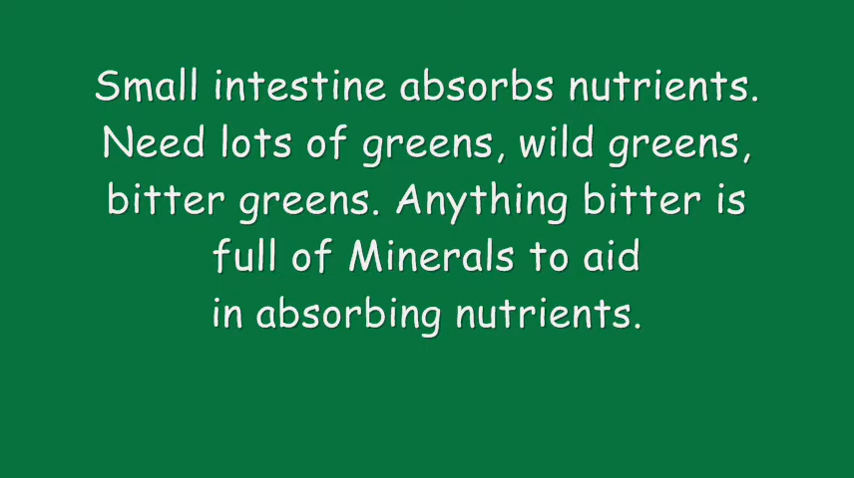 Small intestine absorbs nutrients.
Need lots of greens, wild greens,
bitter greens. Anything bitter is
full of Minerals to aid
in absorbing nutrients.